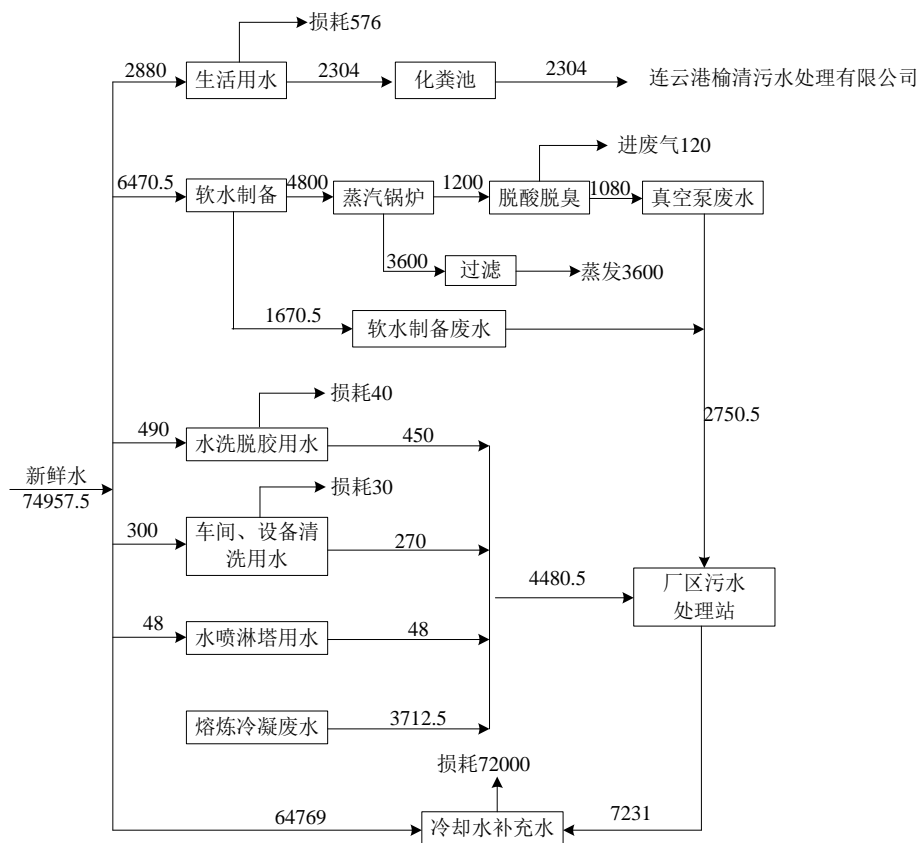 损耗576
2880
生活用水
2304
化粪池
2304
连云港榆清污水处理有限公司
进废气120
6470.5
软水制备
4800
蒸汽锅炉
1200
脱酸脱臭
1080
真空泵废水
3600
过滤
蒸发3600
1670.5
软水制备废水
损耗40
2750.5
490
水洗脱胶用水
450
新鲜水
74957.5
损耗30
300
车间、设备清
洗用水
270
4480.5
厂区污水
处理站
48
水喷淋塔用水
48
熔炼冷凝废水
3712.5
损耗72000
64769
冷却水补充水
7231